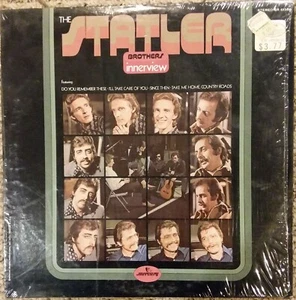 THE STATLER
BROTHERS
innerview
Featuring
DO YOU REMEMBER THESE · I'LL TAKE CARE OF YOU · SINCE THEN · TAKE ME HOME, COUNTRY ROADS
mercury